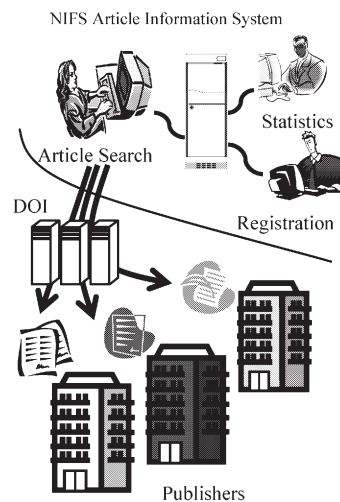 NIFS Article Information System
Statistics
Article Search
DOI
Registration
Publishers